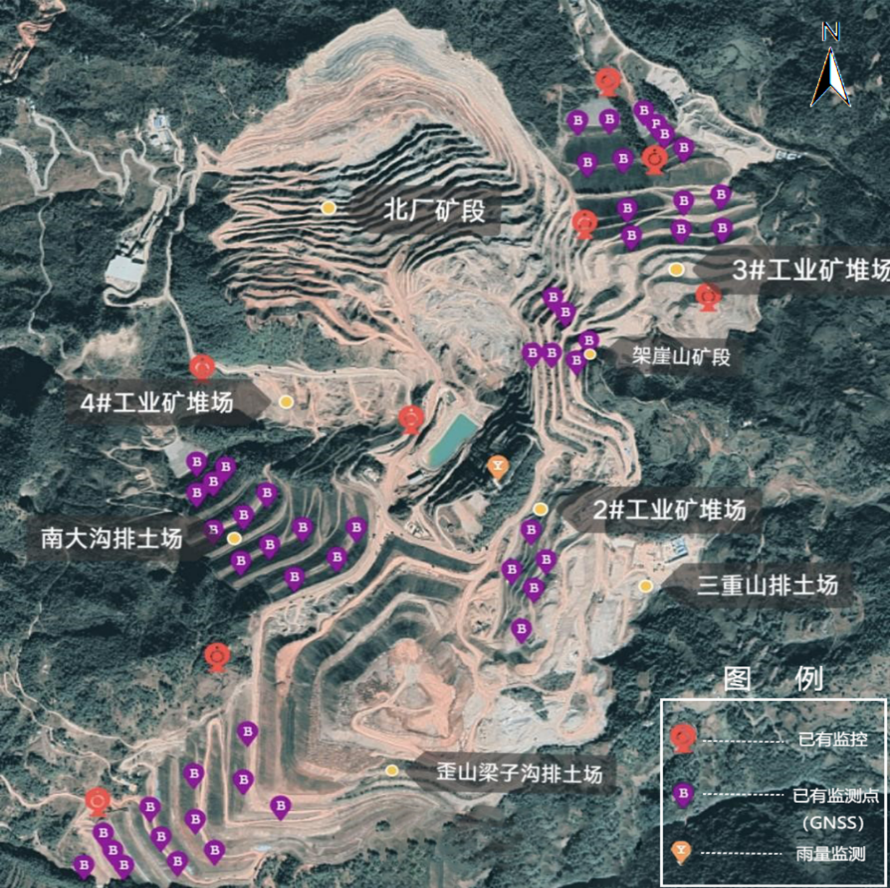 N
北厂矿段
3#工业矿堆场
架崖山矿段
4#工业矿堆场
2#工业矿堆场
南大沟排土场
三重山排土场
图 例
已有监控
歪山梁子沟排土场
B
已有监测点
(GNSS)
Y
雨量监测